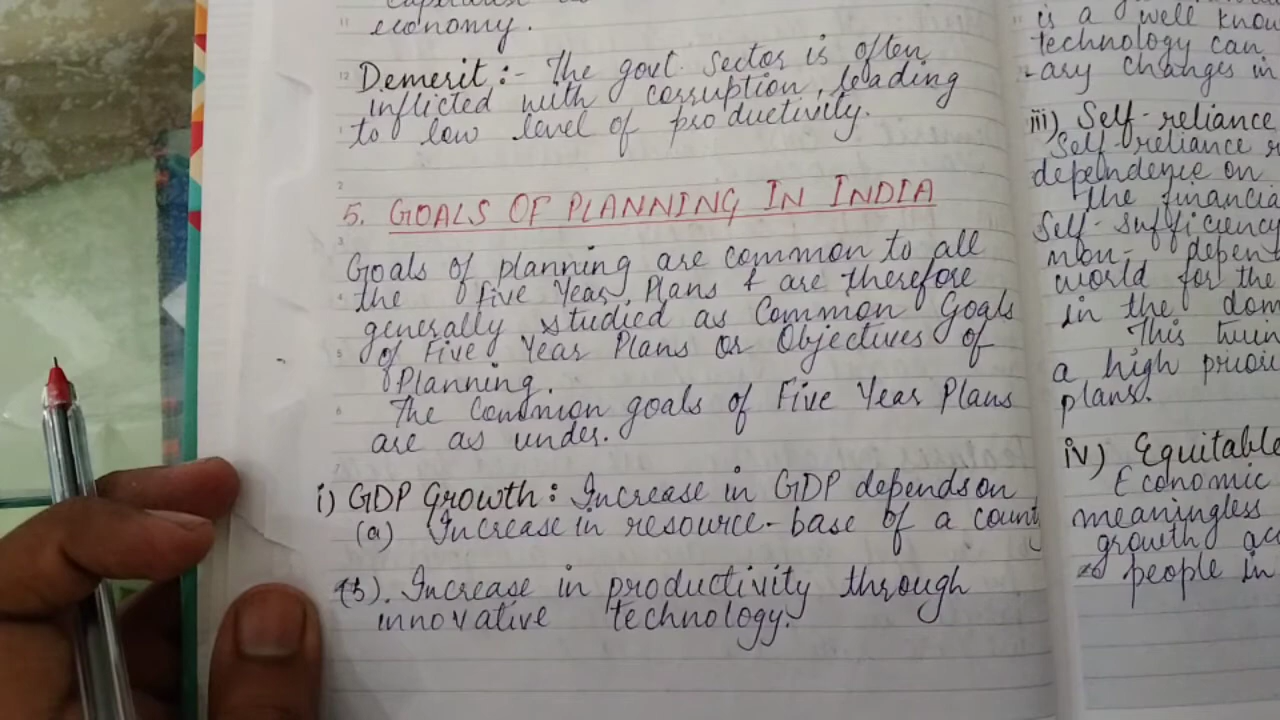 economy.
Demerit :- The govt. sector is often
inflicted with corruption, leading
to low level of productivity.
5. GOALS OF PLANNING IN INDIA
Goals of planning are common to all
the five Year Plans & are therefore
generally studied as Common Goals
of Five Year Plans or Objectives of
Planning.
The Common goals of Five Year Plans
are as under.
i) GDP Growth: Increase in GDP depends on
(a) Increase in resource-base of a count
(b). Increase in productivity through
innovative technology.
is a well know
technology can
-ary changes in
iii) Self-reliance
Self-reliance
dependence on
the financia
Self-sufficiency
non- depen
world for the
in the dom
This twin
a high priori
plans.
iv) Equitable
Economic
meaningless
growth ac
people in